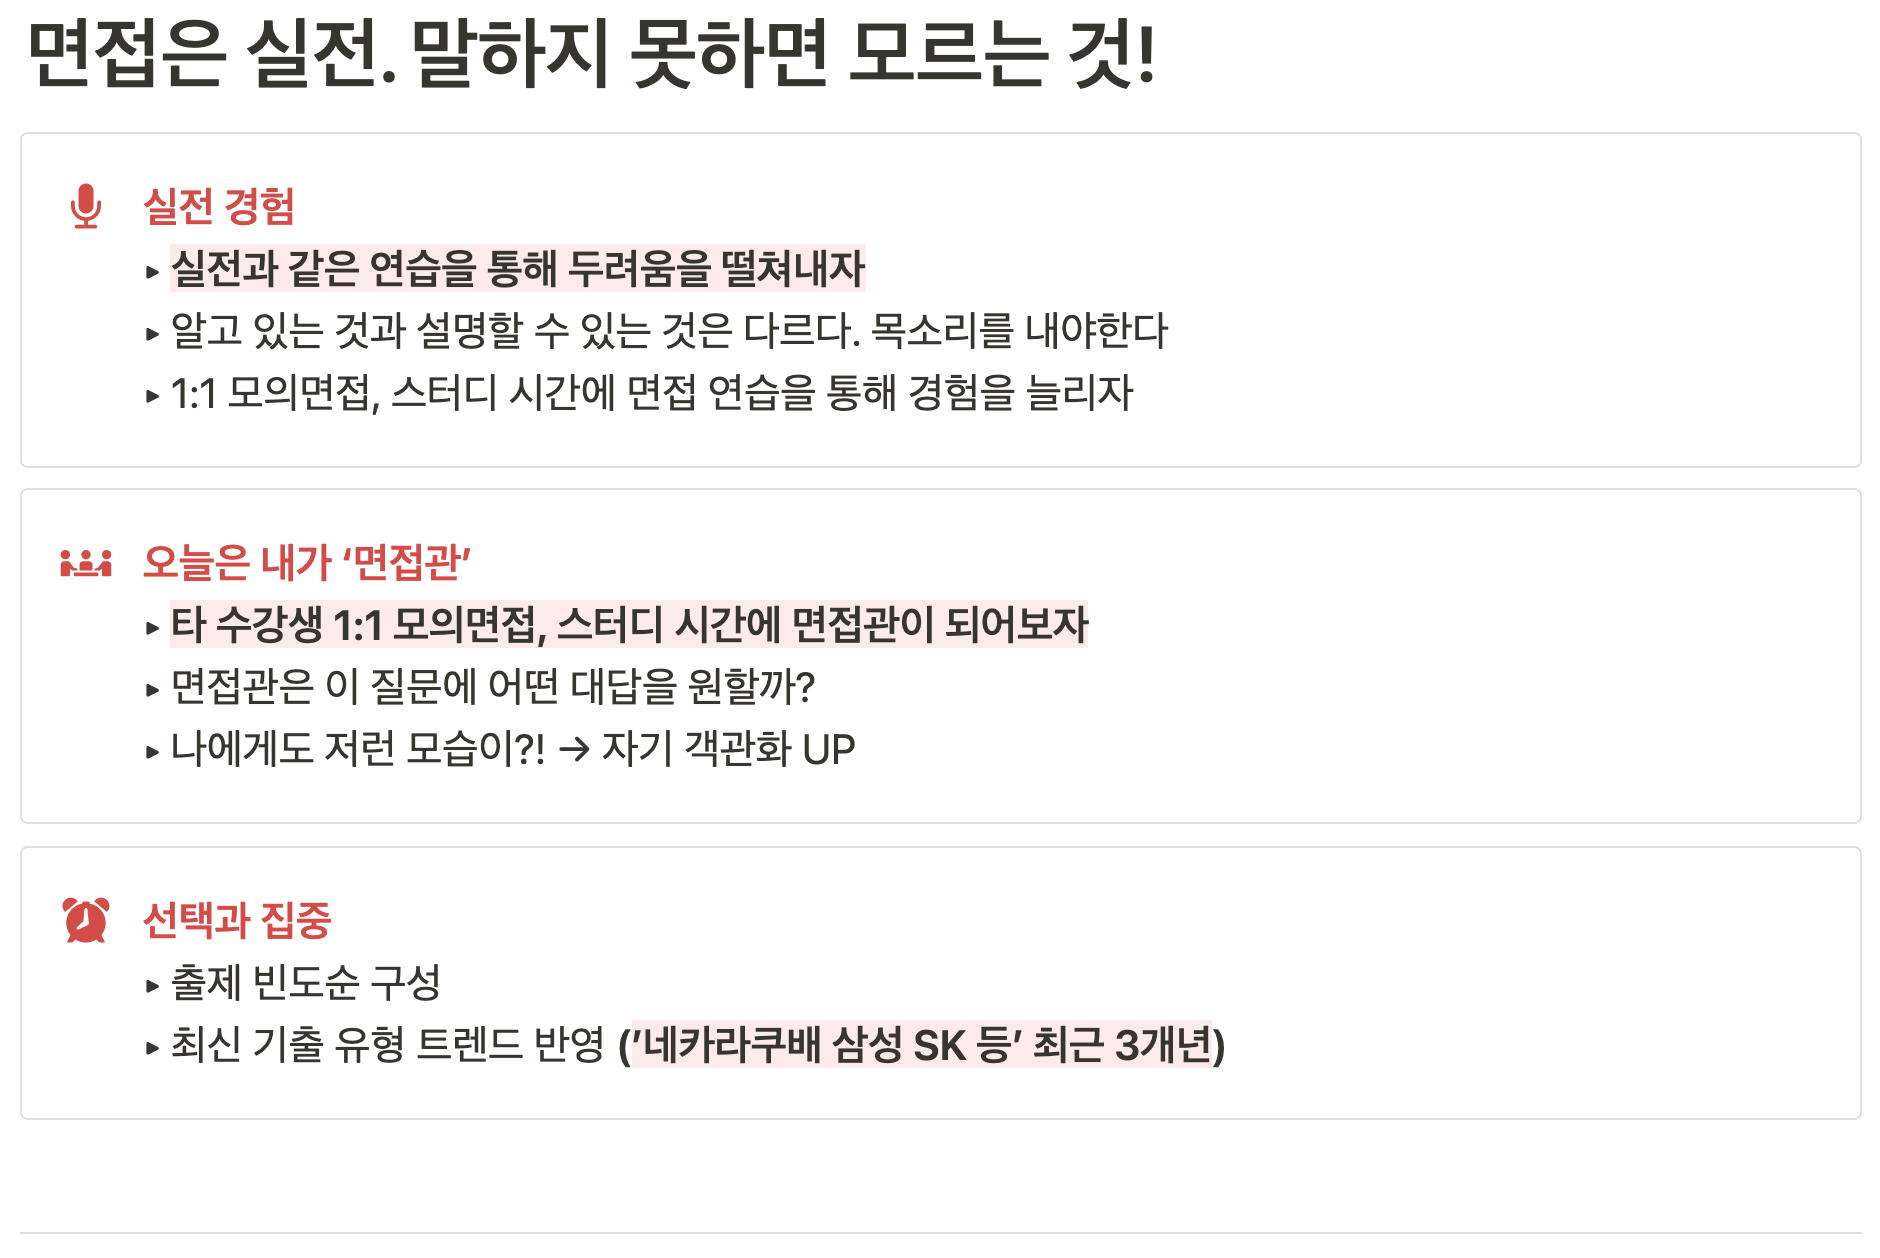 면접은 실전. 말하지 못하면 모르는 것!
실전 경험
▸ 실전과 같은 연습을 통해 두려움을 떨쳐내자
▸ 알고 있는 것과 설명할 수 있는 것은 다르다. 목소리를 내야한다
▸ 1:1 모의면접, 스터디 시간에 면접 연습을 통해 경험을 늘리자
오늘은 내가 ‘면접관’
▸ 타 수강생 1:1 모의면접, 스터디 시간에 면접관이 되어보자
▸ 면접관은 이 질문에 어떤 대답을 원할까?
▸ 나에게도 저런 모습이?! → 자기 객관화 UP
선택과 집중
▸ 출제 빈도순 구성
▸ 최신 기출 유형 트렌드 반영 (’네카라쿠배 삼성 SK 등’ 최근 3개년)